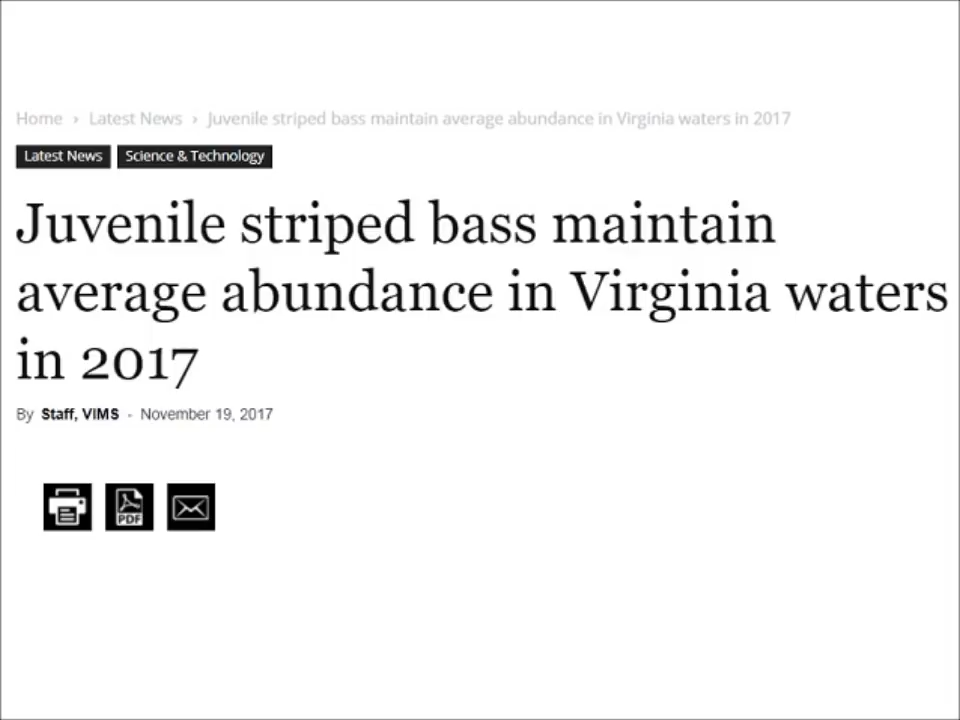 Home › Latest News › Juvenile striped bass maintain average abundance in Virginia waters in 2017
Latest News Science & Technology
Juvenile striped bass maintain
average abundance in Virginia waters
in 2017
By Staff, VIMS - November 19, 2017
PDF